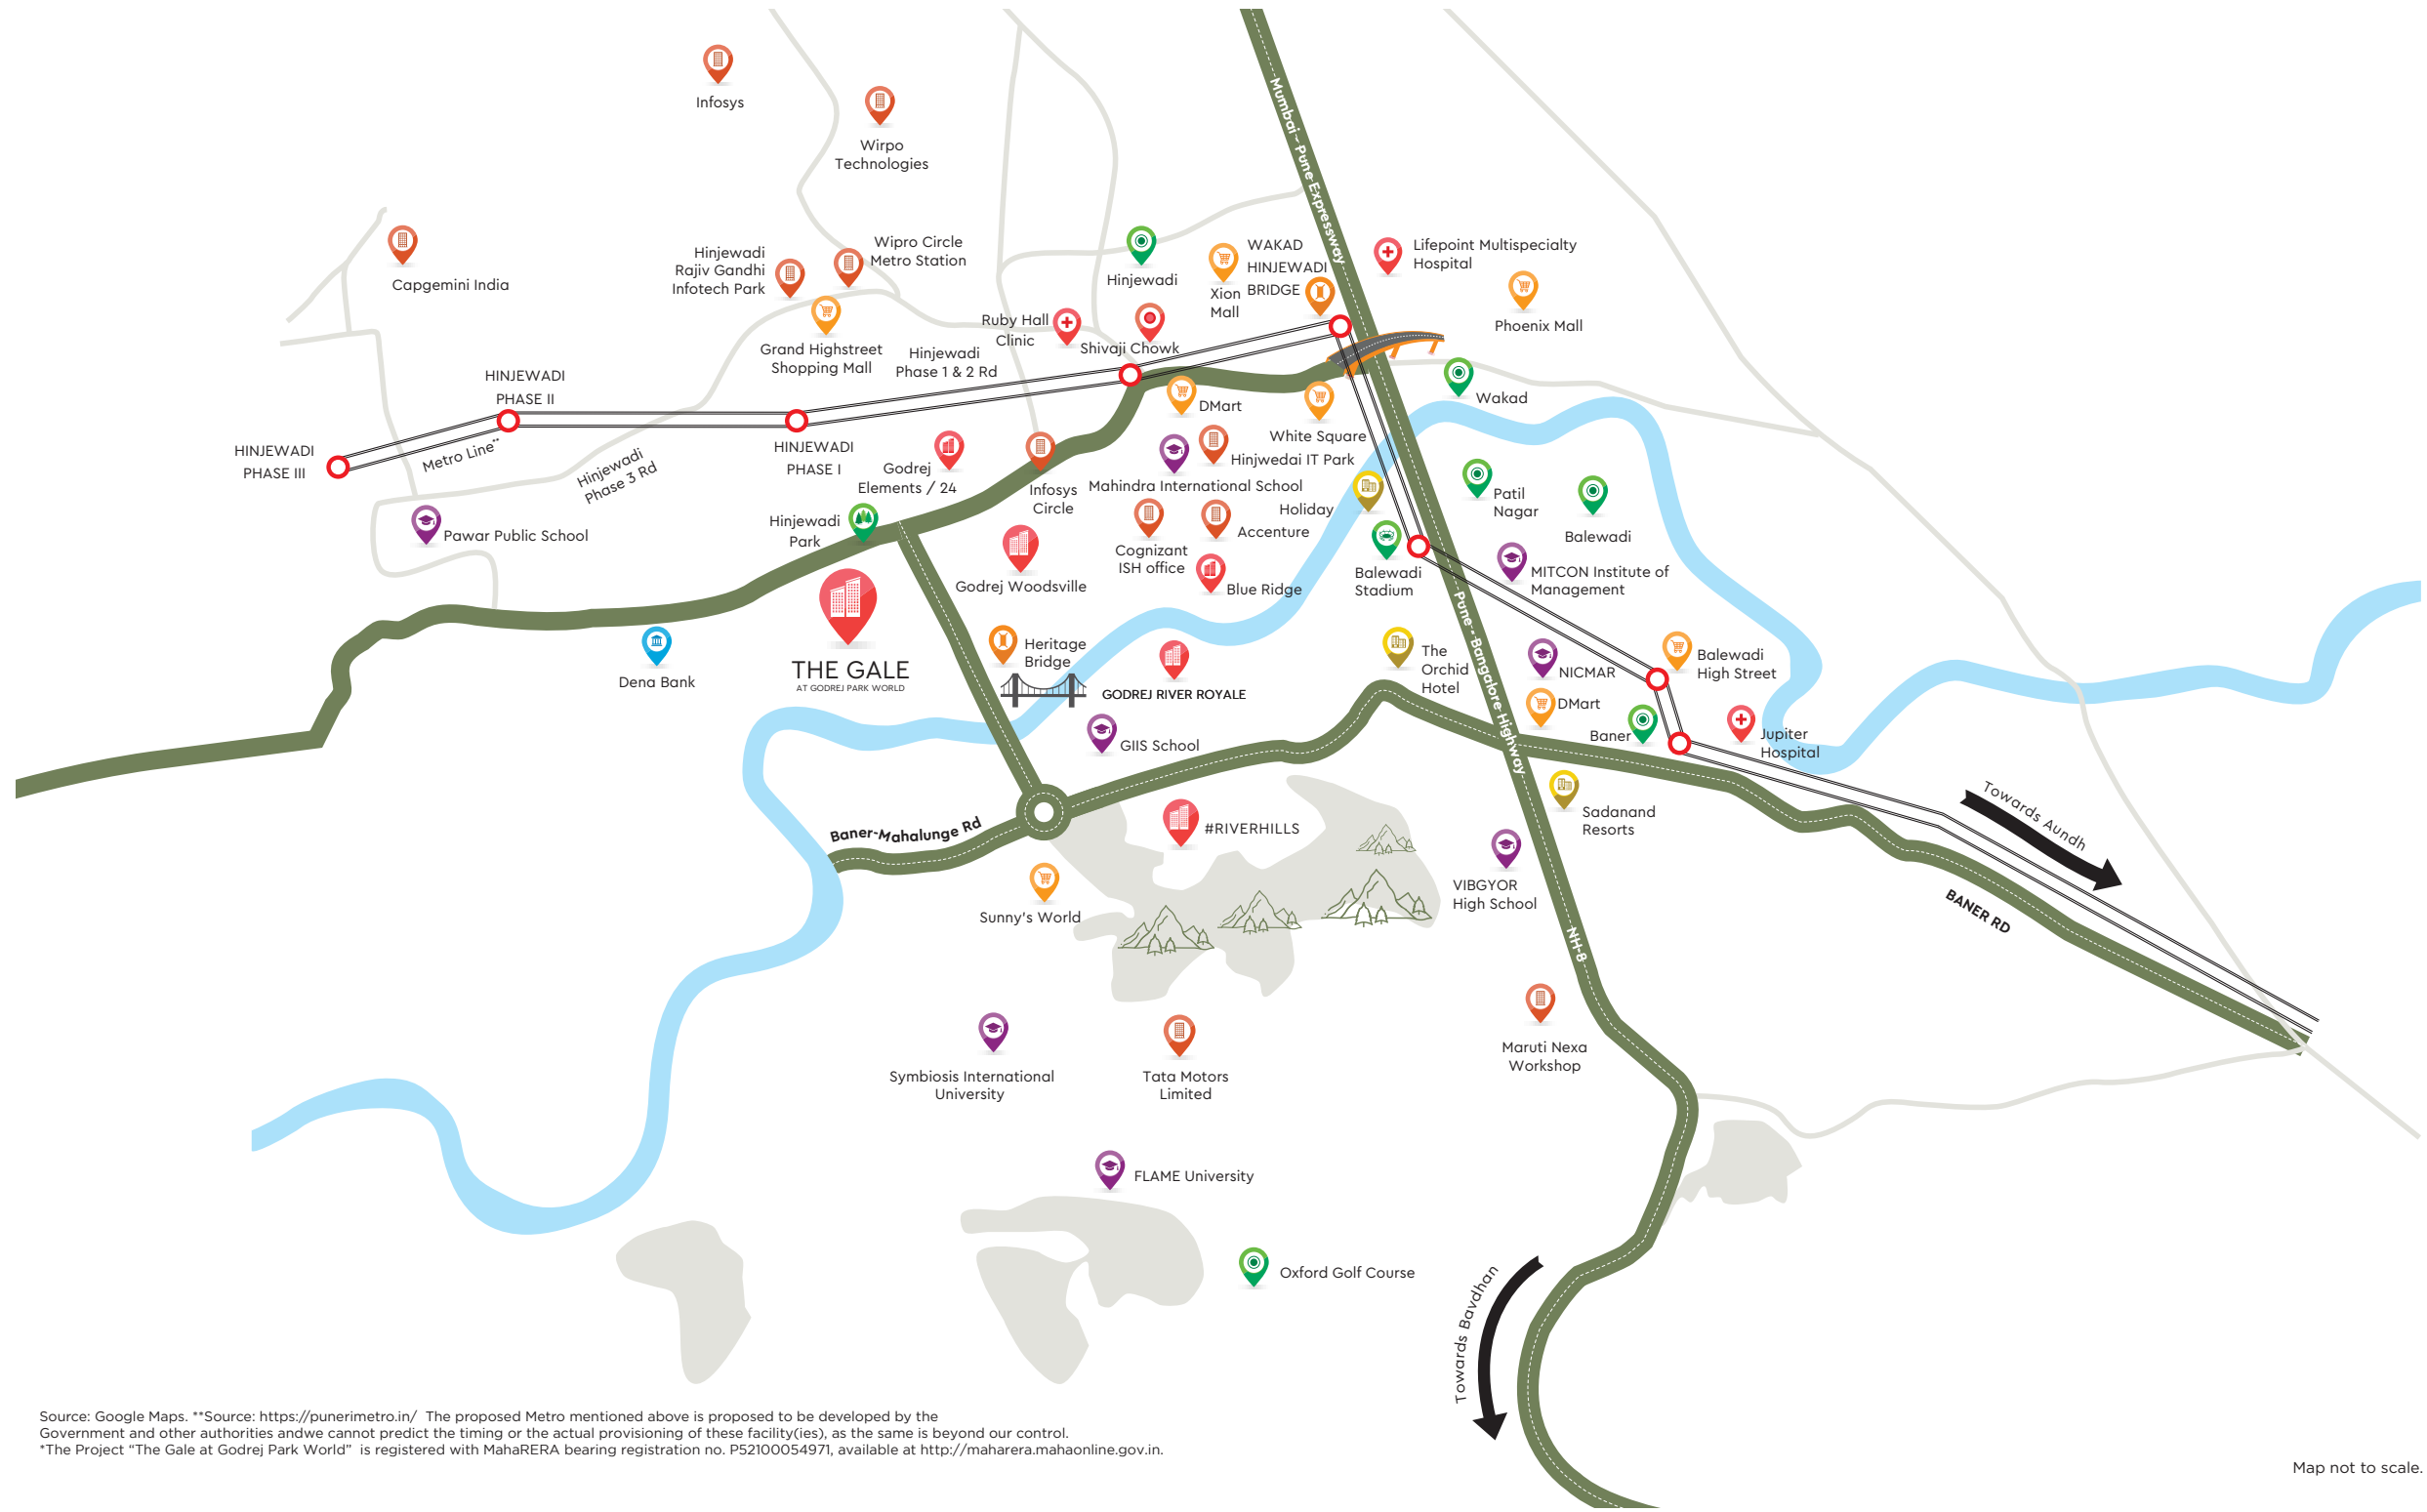 Infosys
Wirpo
Technologies
Mumbai - Pune Expressway
Capgemini India
Hinjewadi
Rajiv Gandhi
Infotech Park
Wipro Circle
Metro Station
Hinjewadi
Xion
Mall
WAKAD
HINJEWADI
BRIDGE
Lifepoint Multispecialty
Hospital
Phoenix Mall
Grand Highstreet
Shopping Mall
Ruby Hall
Clinic
Shivaji Chowk
Hinjewadi
Phase 1 & 2 Rd
HINJEWADI
PHASE II
HINJEWADI
PHASE III
Metro Line**
Hinjewadi
Phase 3 Rd
HINJEWADI
PHASE I
Godrej
Elements / 24
DMart
White Square
Wakad
Hinjwedai IT Park
Mahindra International School
Infosys
Circle
Holiday
Patil
Nagar
Balewadi
Pawar Public School
Hinjewadi
Park
Godrej Woodsville
Cognizant
ISH office
Accenture
Blue Ridge
Balewadi
Stadium
MITCON Institute of
Management
Pune - Bangalore Highway
Dena Bank
THE GALE
AT GODREJ PARK WORLD
Heritage
Bridge
GODREJ RIVER ROYALE
GIIS School
The
Orchid
Hotel
NICMAR
DMart
Baner
Balewadi
High Street
Jupiter
Hospital
Baner-Mahalunge Rd
#RIVERHILLS
Sadanand
Resorts
Towards Aundh
BANER RD
Sunny's World
VIBGYOR
High School
NH-8
Symbiosis International
University
Tata Motors
Limited
Maruti Nexa
Workshop
FLAME University
Oxford Golf Course
Towards Bavdhan
Source: Google Maps. **Source: https://punerimetro.in/ The proposed Metro mentioned above is proposed to be developed by the
Government and other authorities andwe cannot predict the timing or the actual provisioning of these facility(ies), as the same is beyond our control.
*The Project “The Gale at Godrej Park World” is registered with MahaRERA bearing registration no. P52100054971, available at http://maharera.mahaonline.gov.in.
Map not to scale.